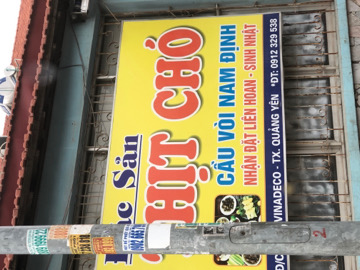 Đặc Sản
THỊT CHÓ
CẦU VÒI NAM ĐỊNH
NHẬN ĐẶT LIÊN HOAN - SINH NHẬT
VINADECO - TX. QUẢNG YÊN *ĐT: 0912 329 538
2